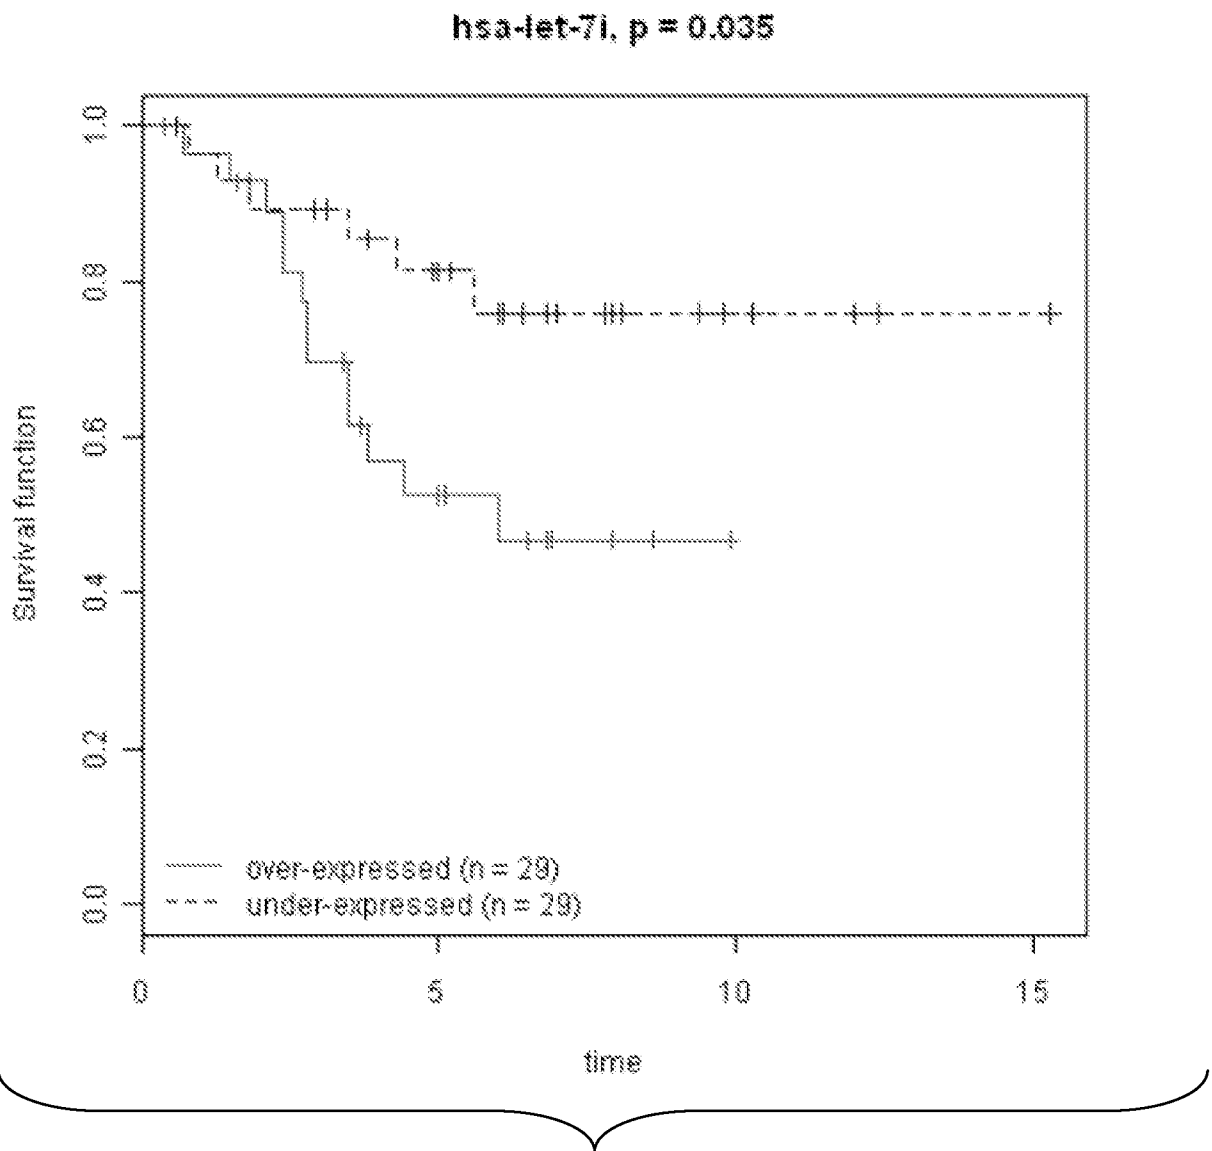 hsa-let-7i, p = 0.035
Survival function
1.0
0.8
0.6
0.4
0.2
0.0
over-expressed (n = 29)
under-expressed (n = 29)
0 5 10 15
time